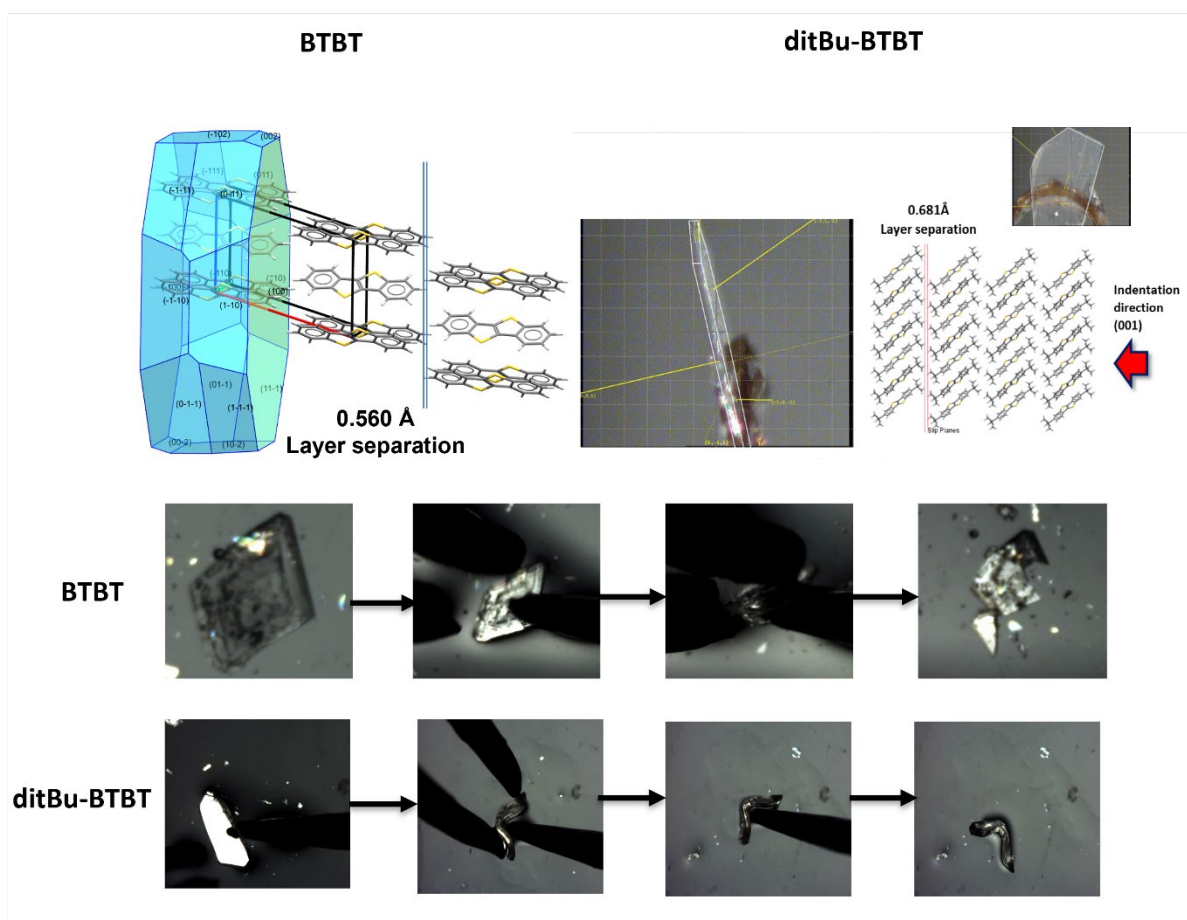 BTBT
ditBu-BTBT
(-102)
(002)
(-111)
(011)
(-1-11)
(0-11)
(-110)
(-100)
(100)
(-1-10)
(1-10)
(01-1)
(11-1)
(0-1-1)
(1-1-1)
(00-2)
(10-2)
0.560 Å
Layer separation
0.681Å
Layer separation
Indentation
direction
(001)
Slip Planes
BTBT
ditBu-BTBT